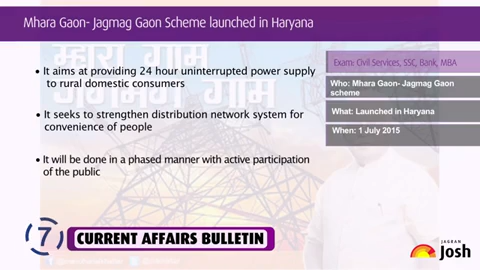 Mhara Gaon- Jagmag Gaon Scheme launched in Haryana
म्हारा गाम
जगमग गाम
• It aims at providing 24 hour uninterrupted power supply
to rural domestic consumers
• It seeks to strengthen distribution network system for
convenience of people
• It will be done in a phased manner with active participation
of the public
Exam: Civil Services, SSC, Bank, MBA
Who: Mhara Gaon- Jagmag Gaon
scheme
What: Launched in Haryana
When: 1 July 2015
7 CURRENT AFFAIRS BULLETIN
JAGRAN
Josh